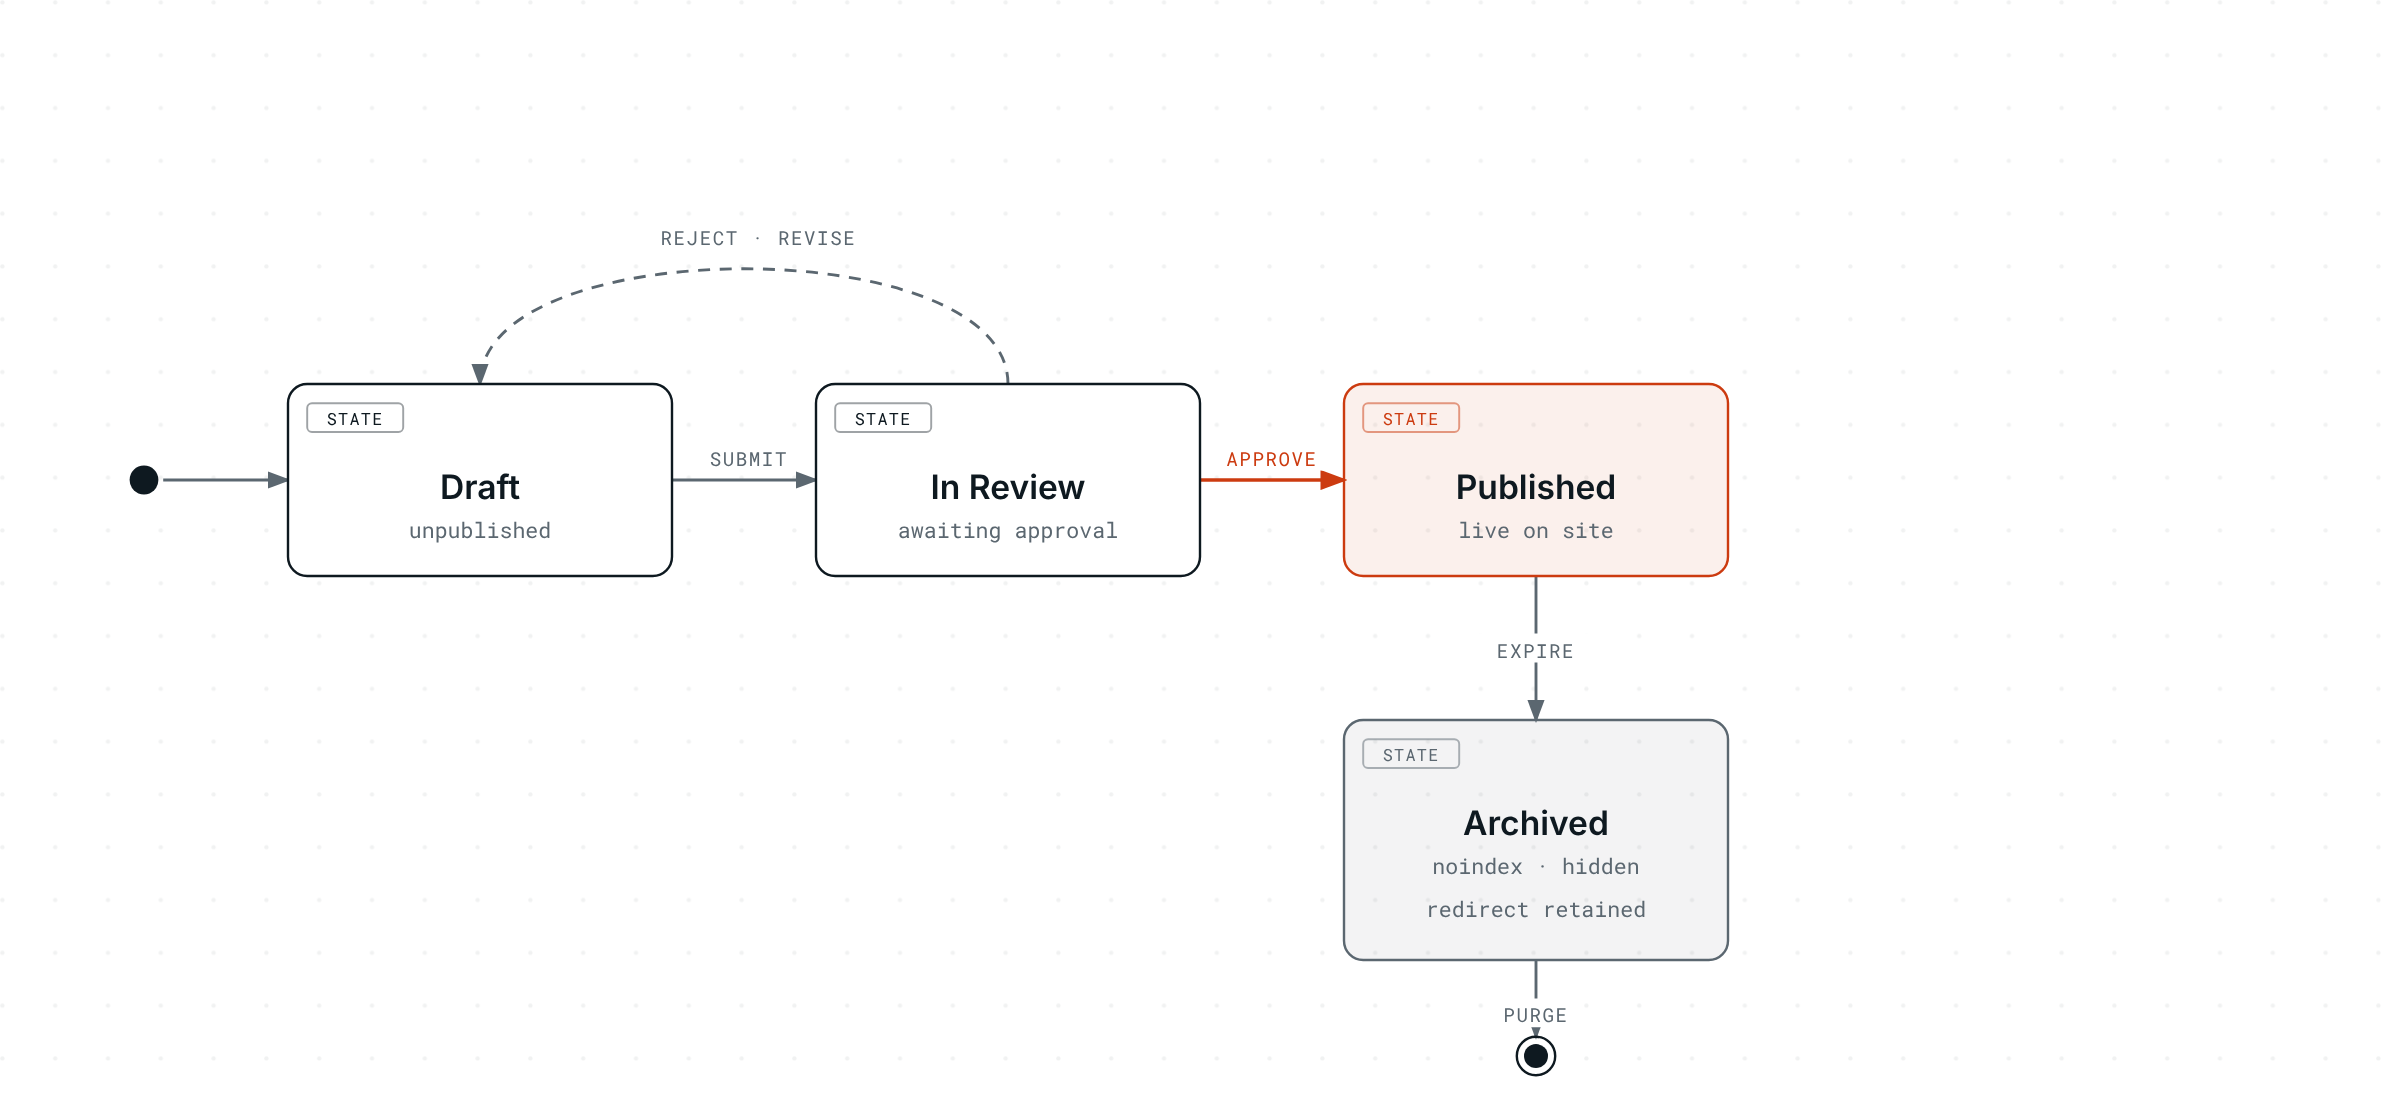 REJECT · REVISE
STATE
Draft
unpublished
SUBMIT
STATE
In Review
awaiting approval
APPROVE
STATE
Published
live on site
EXPIRE
STATE
Archived
noindex · hidden
redirect retained
PURGE